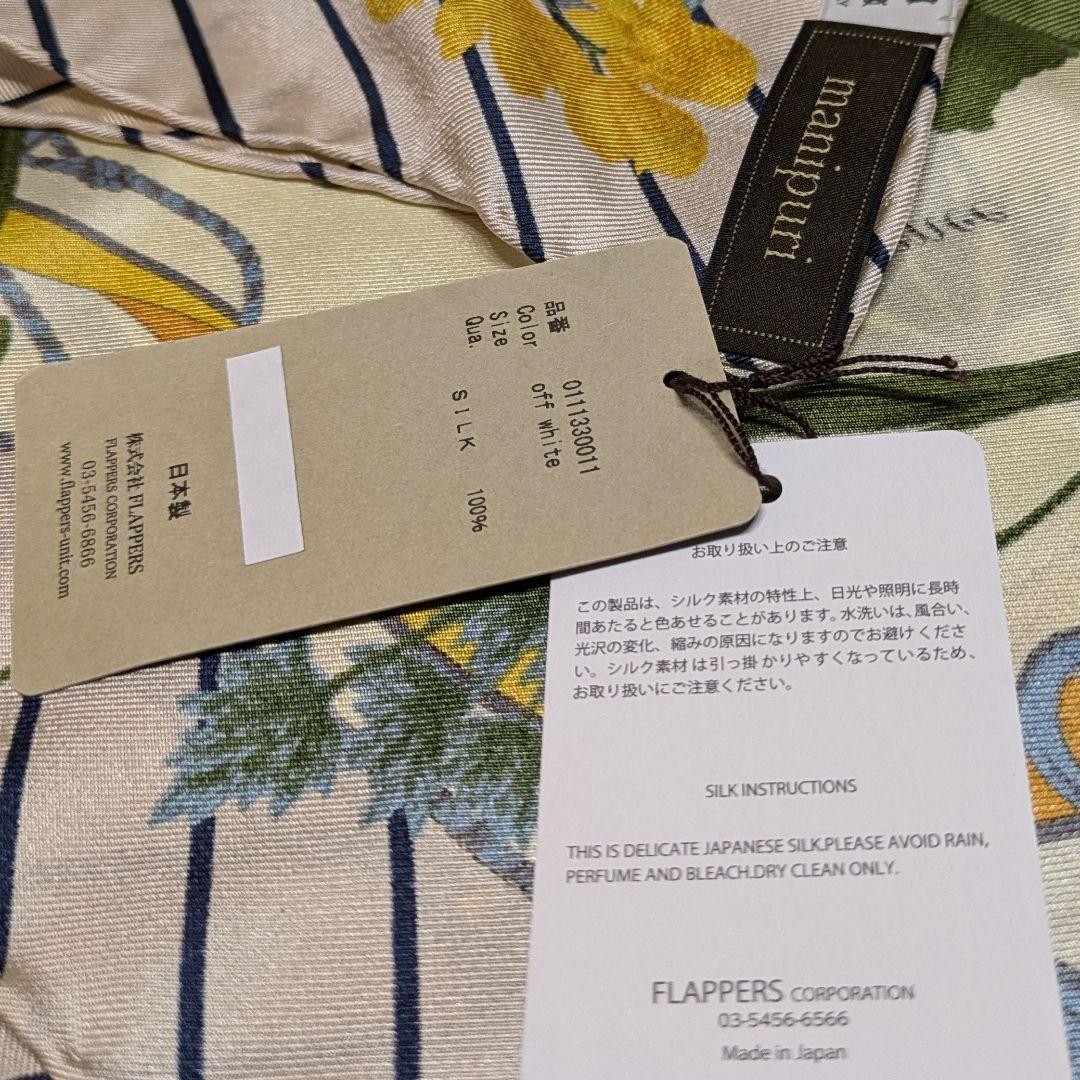 manipuri
品番 0111330011
Color off white
Size
Qua. SILK 100%
日本製
株式会社 FLAPPERS
FLAPPERS CORPORATION
03-5456-6866
www.flappers-unit.com
お取り扱い上のご注意
この製品は、シルク素材の特性上、日光や照明に長時
間あたると色あせることがあります。水洗いは、風合い、
光沢の変化、縮みの原因になりますのでお避けくださ
い。シルク素材は引っ掛かりやすくなっているため、
お取り扱いにご注意ください。
SILK INSTRUCTIONS
THIS IS DELICATE JAPANESE SILK.PLEASE AVOID RAIN,
PERFUME AND BLEACH.DRY CLEAN ONLY.
FLAPPERS CORPORATION
03-5456-6566
Made in Japan